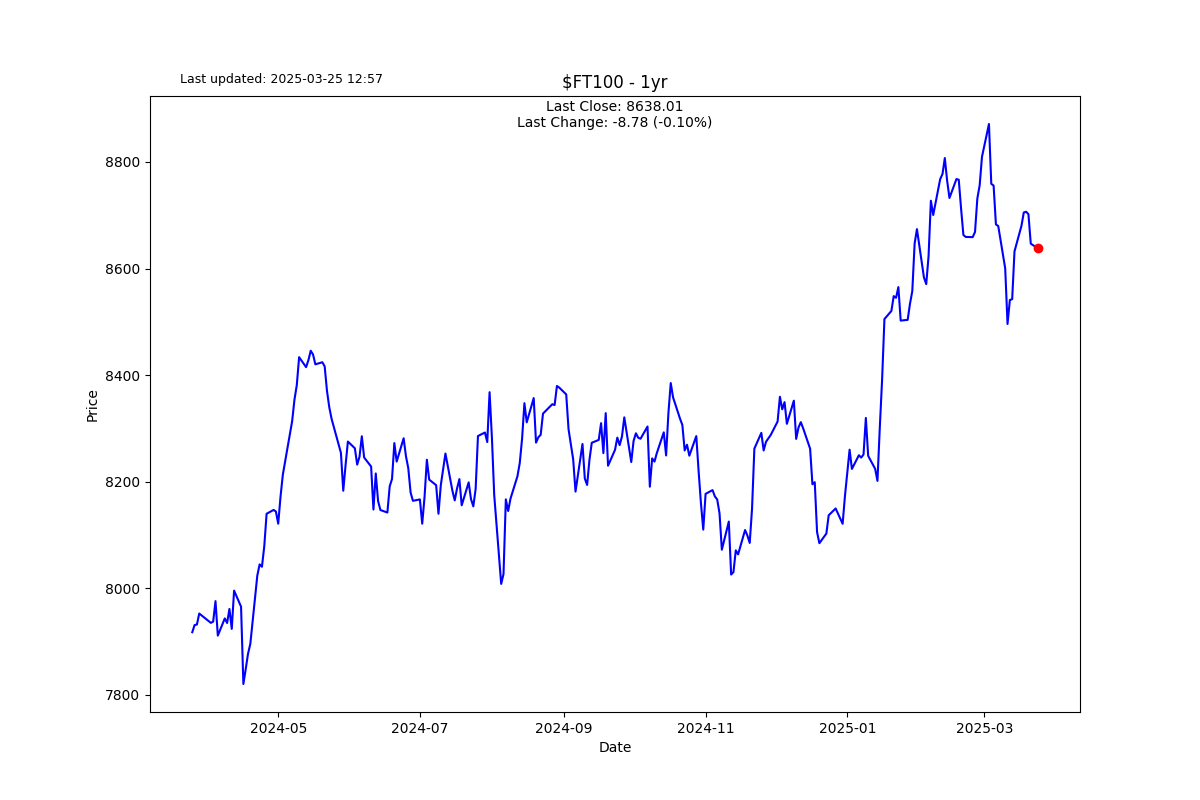 Last updated: 2025-03-25 12:57
$FT100 - 1yr
Last Close: 8638.01
Last Change: -8.78 (-0.10%)
8800
8600
8400
8200
8000
7800
Price
2024-05
2024-07
2024-09
2024-11
2025-01
2025-03
Date